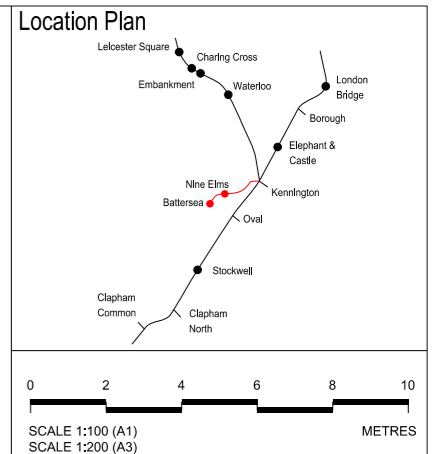 Location Plan
Leicester Square
Charing Cross
Embankment
Waterloo
London
Bridge
Borough
Elephant &
Castle
Nine Elms
Kennington
Battersea
Oval
Stockwell
Clapham
Common
Clapham
North
0 2 4 6 8 10
SCALE 1:100 (A1)
METRES
SCALE 1:200 (A3)